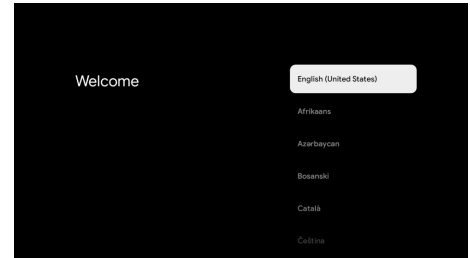 Welcome
English (United States)
Afrikaans
Azərbaycan
Bosanski
Català
Čeština